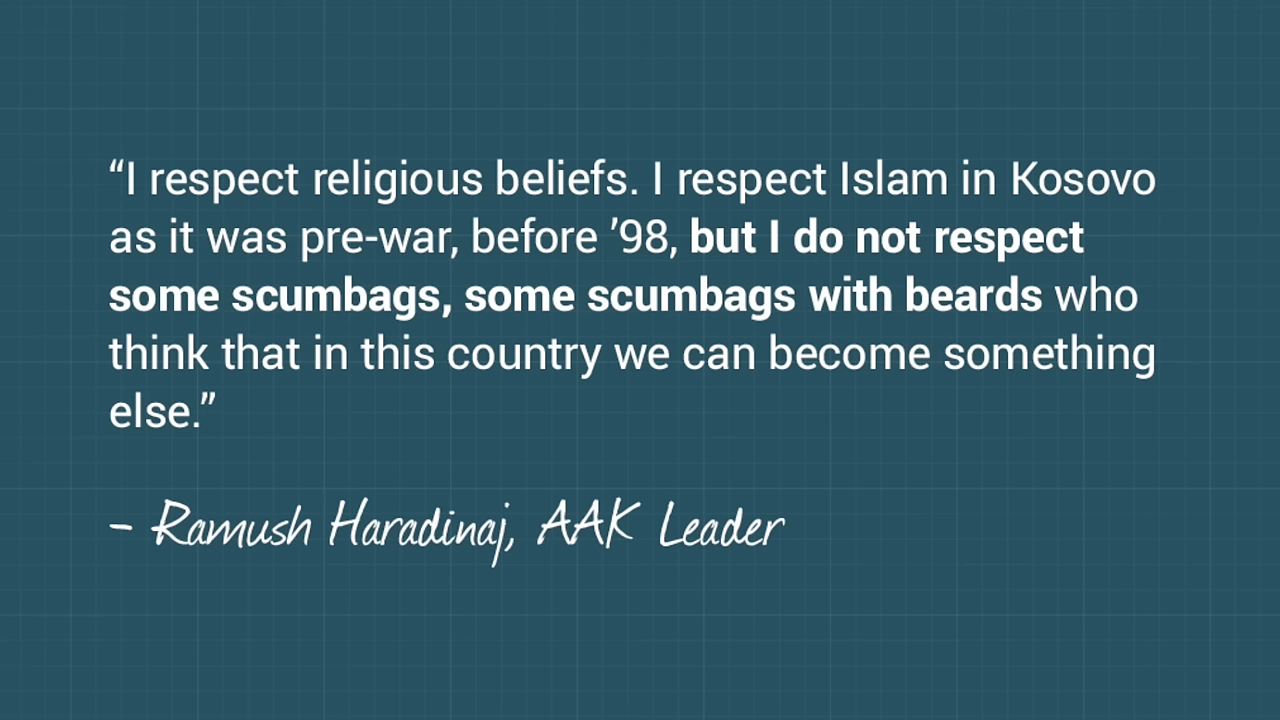 “I respect religious beliefs. I respect Islam in Kosovo
as it was pre-war, before ’98, but I do not respect
some scumbags, some scumbags with beards who
think that in this country we can become something
else.”
– Ramush Haradinaj, AAK Leader